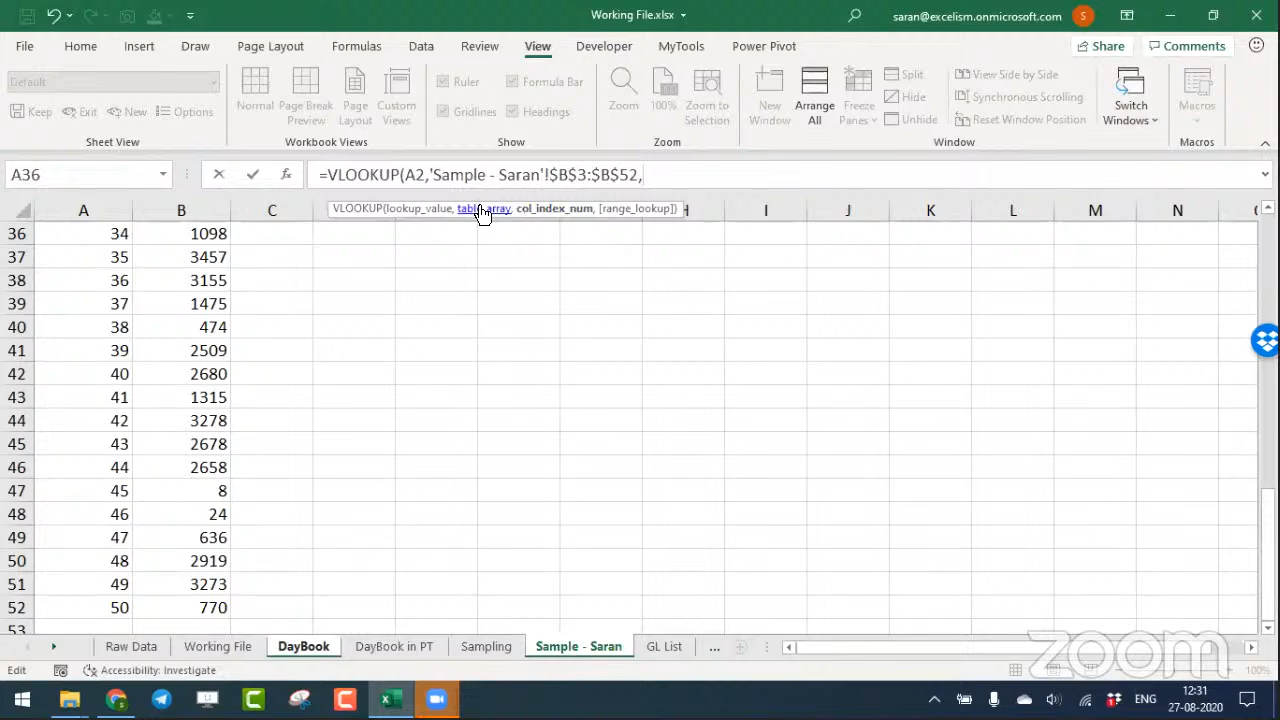 Working File.xlsx
saran@excelism.onmicrosoft.com
S
File Home Insert Draw Page Layout Formulas Data Review View Developer MyTools Power Pivot
Share Comments
Default
Keep Exit New Options
Sheet View
Normal
Page Break Preview
Page Layout
Custom Views
Workbook Views
Ruler Formula Bar
Gridlines Headings
Show
Zoom
100%
Zoom to Selection
Zoom
New Window
Arrange All
Freeze Panes
Split
Hide
Unhide
View Side by Side
Synchronous Scrolling
Reset Window Position
Switch Windows
Window
Macros
Macros
A36 fx =VLOOKUP(A2,'Sample - Saran'!$B$3:$B$52,
VLOOKUP(lookup_value, table_array, col_index_num, [range_lookup])
A B C H I J K L M N
36 34 1098
37 35 3457
38 36 3155
39 37 1475
40 38 474
41 39 2509
42 40 2680
43 41 1315
44 42 3278
45 43 2678
46 44 2658
47 45 8
48 46 24
49 47 636
50 48 2919
51 49 3273
52 50 770
53
Raw Data Working File DayBook DayBook in PT Sampling Sample - Saran GL List ...
zoom
Edit Accessibility: Investigate 100%
ENG
12:31
27-08-2020